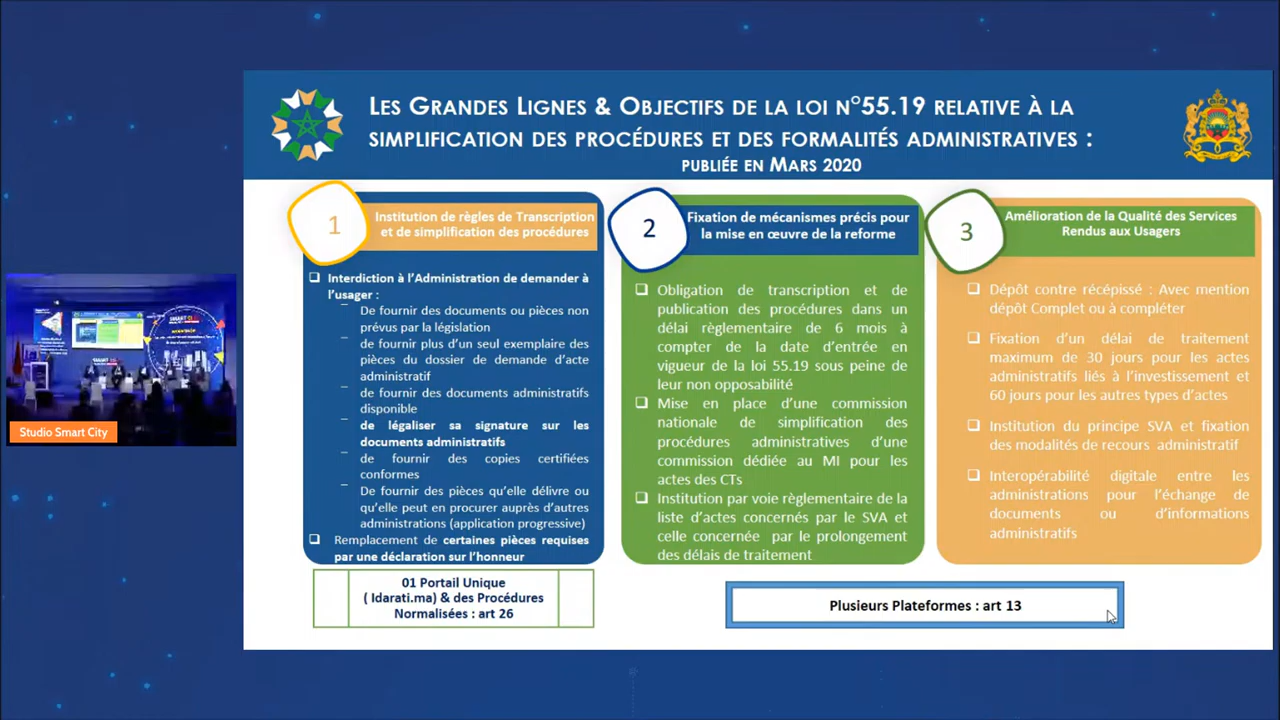 LES GRANDES LIGNES & OBJECTIFS DE LA LOI N°55.19 RELATIVE À LA
SIMPLIFICATION DES PROCÉDURES ET DES FORMALITÉS ADMINISTRATIVES :
PUBLIÉE EN MARS 2020
1
Institution de règles de Transcription
et de simplification des procédures
❑ Interdiction à l'Administration de demander à
l'usager :
– De fournir des documents ou pièces non
prévus par la législation
– de fournir plus d'un seul exemplaire des
pièces du dossier de demande d'acte
administratif
– de fournir des documents administratifs
disponible
– de légaliser sa signature sur les
documents administratifs
– de fournir des copies certifiées
conformes
– De fournir des pièces qu'elle délivre ou
qu'elle peut en procurer auprès d'autres
administrations (application progressive)
❑ Remplacement de certaines pièces requises
par une déclaration sur l'honneur
01 Portail Unique
( Idarati.ma) & des Procédures
Normalisées : art 26
2
Fixation de mécanismes précis pour
la mise en œuvre de la reforme
❑ Obligation de transcription et de
publication des procédures dans un
délai règlementaire de 6 mois à
compter de la date d'entrée en
vigueur de la loi 55.19 sous peine de
leur non opposabilité
❑ Mise en place d'une commission
nationale de simplification des
procédures administratives d'une
commission dédiée au MI pour les
actes des CTs
❑ Institution par voie règlementaire de la
liste d'actes concernés par le SVA et
celle concernée par le prolongement
des délais de traitement
3
Amélioration de la Qualité des Services
Rendus aux Usagers
❑ Dépôt contre récépissé : Avec mention
dépôt Complet ou à compléter
❑ Fixation d'un délai de traitement
maximum de 30 jours pour les actes
administratifs liés à l'investissement et
60 jours pour les autres types d'actes
❑ Institution du principe SVA et fixation
des modalités de recours administratif
❑ Interopérabilité digitale entre les
administrations pour l'échange de
documents ou d'informations
administratifs
Plusieurs Plateformes : art 13
Studio Smart City